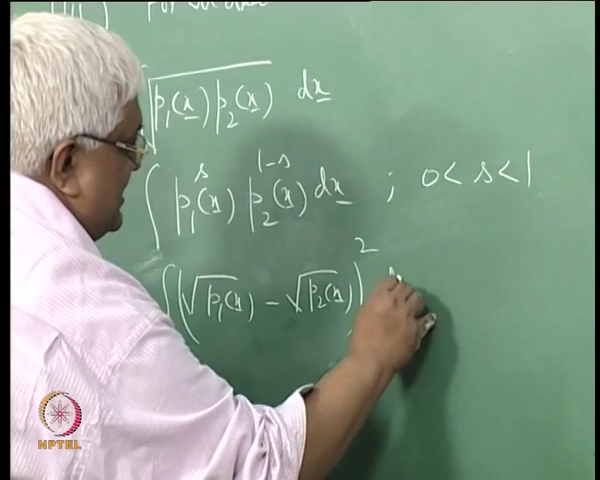 √p₁(x)p₂(x) dx
∫ p₁(x)ˢ p₂(x)¹⁻ˢ dx ; 0 < s < 1
∫(√p₁(x) − √p₂(x))²
NPTEL